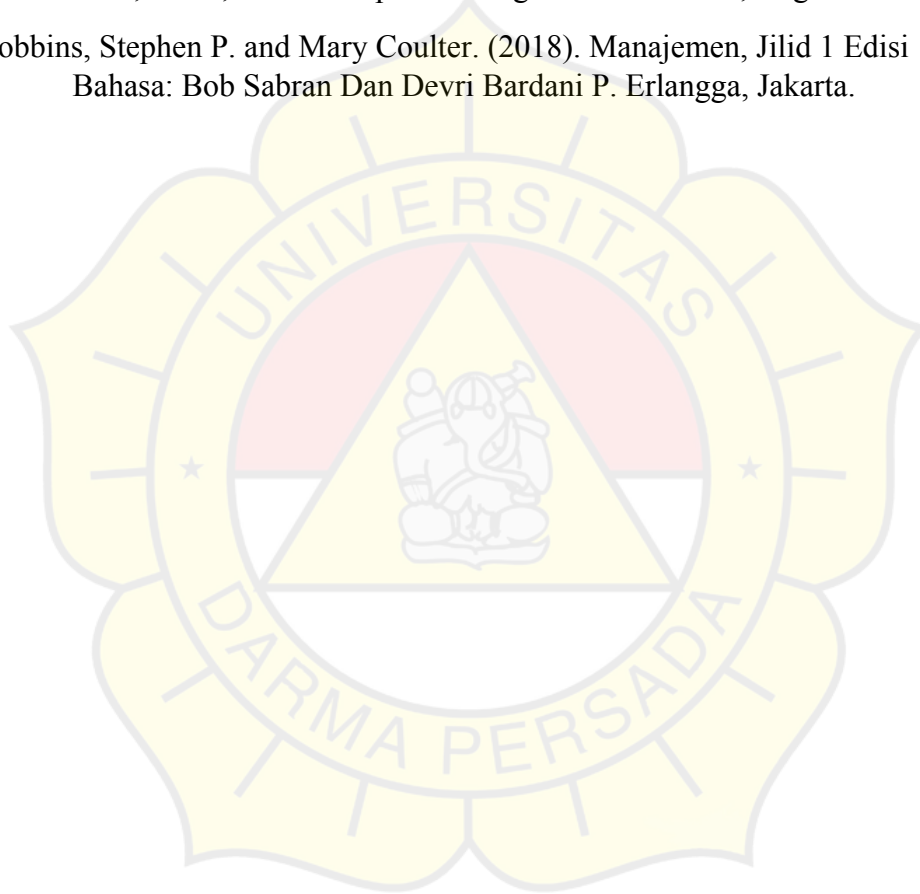 obbins, Stephen P. and Mary Coulter. (2018). Manajemen, Jilid 1 Edisi
Bahasa: Bob Sabran Dan Devri Bardani P. Erlangga, Jakarta.
UNIVERSITAS
DARMA PERSADA